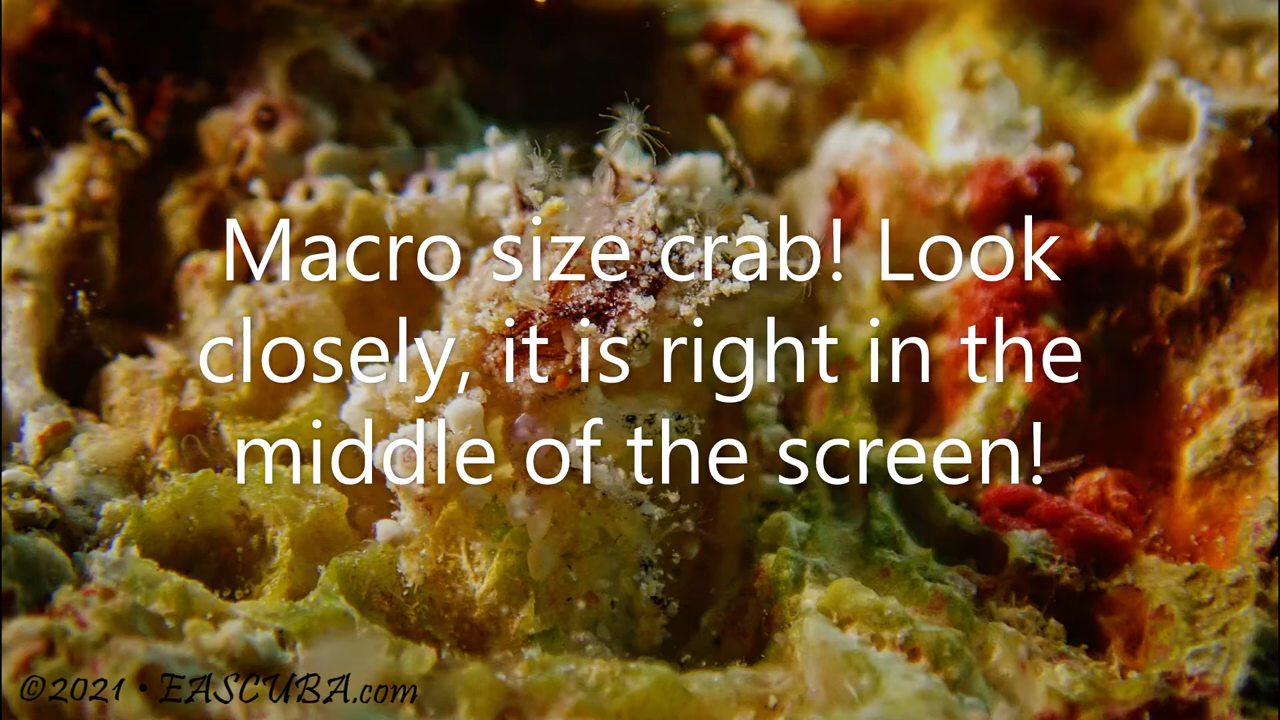 Macro size crab! Look
closely, it is right in the
middle of the screen!
©2021 • EASCUBA.com